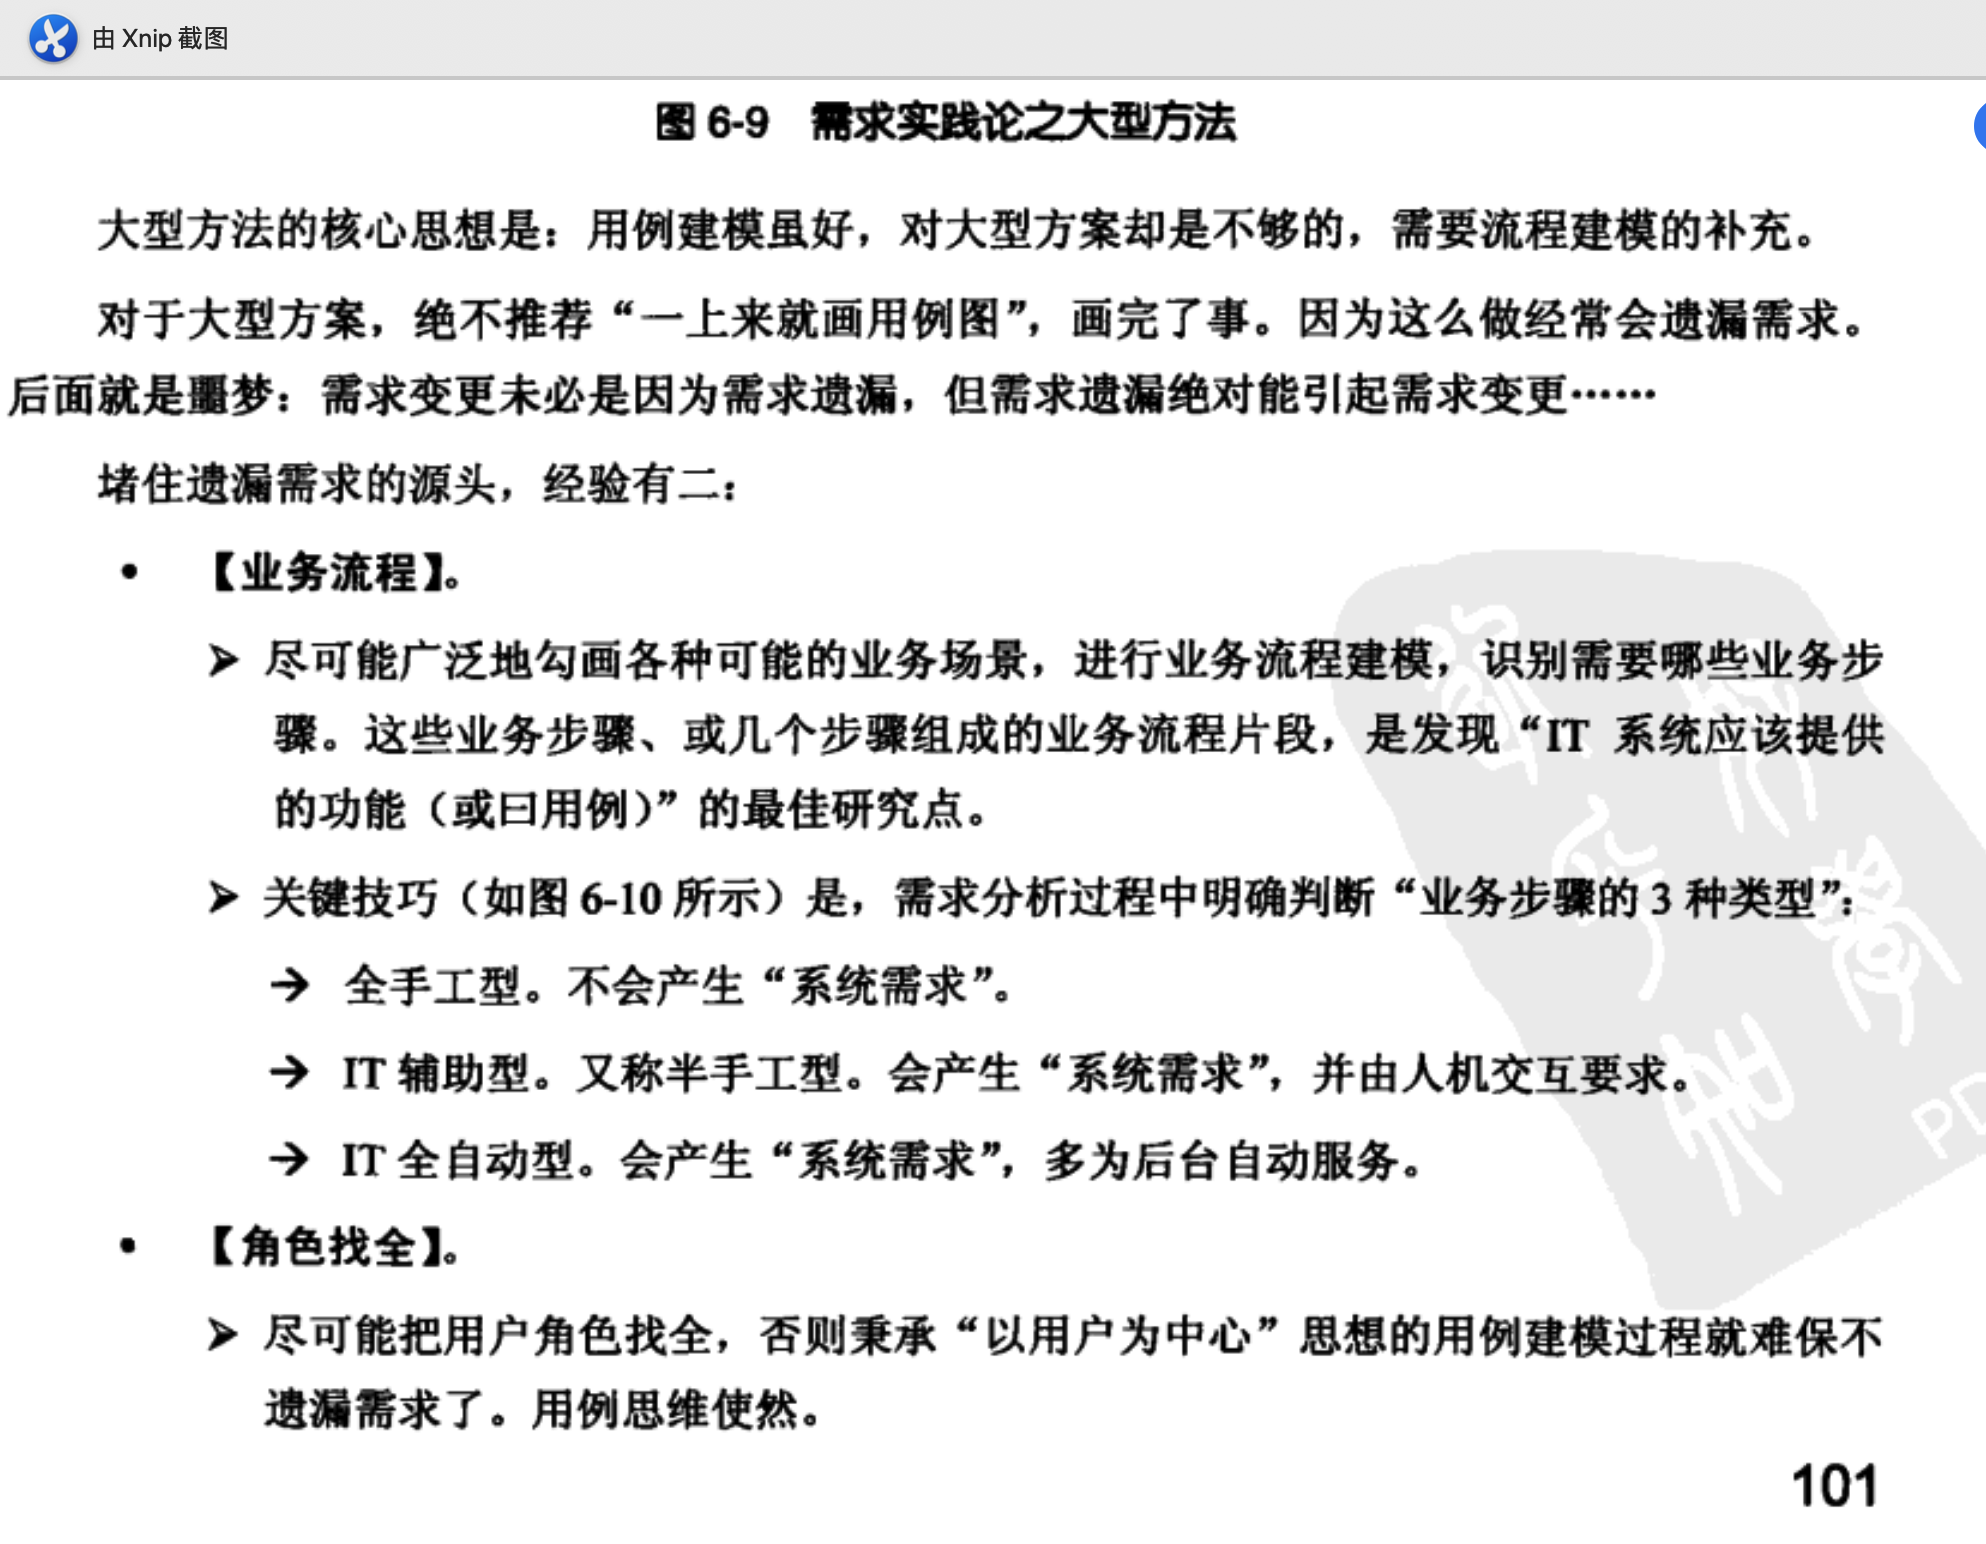 由 Xnip 截图
图 6-9 需求实践论之大型方法
大型方法的核心思想是：用例建模虽好，对大型方案却是不够的，需要流程建模的补充。
对于大型方案，绝不推荐“一上来就画用例图”，画完了事。因为这么做经常会遗漏需求。
后面就是噩梦：需求变更未必是因为需求遗漏，但需求遗漏绝对能引起需求变更……
堵住遗漏需求的源头，经验有二：
• 【业务流程】。
➢ 尽可能广泛地勾画各种可能的业务场景，进行业务流程建模，识别需要哪些业务步
骤。这些业务步骤、或几个步骤组成的业务流程片段，是发现“IT 系统应该提供
的功能（或曰用例）”的最佳研究点。
➢ 关键技巧（如图 6-10 所示）是，需求分析过程中明确判断“业务步骤的 3 种类型”：
→ 全手工型。不会产生“系统需求”。
→ IT 辅助型。又称半手工型。会产生“系统需求”，并由人机交互要求。
→ IT 全自动型。会产生“系统需求”，多为后台自动服务。
• 【角色找全】。
➢ 尽可能把用户角色找全，否则秉承“以用户为中心”思想的用例建模过程就难保不
遗漏需求了。用例思维使然。
101